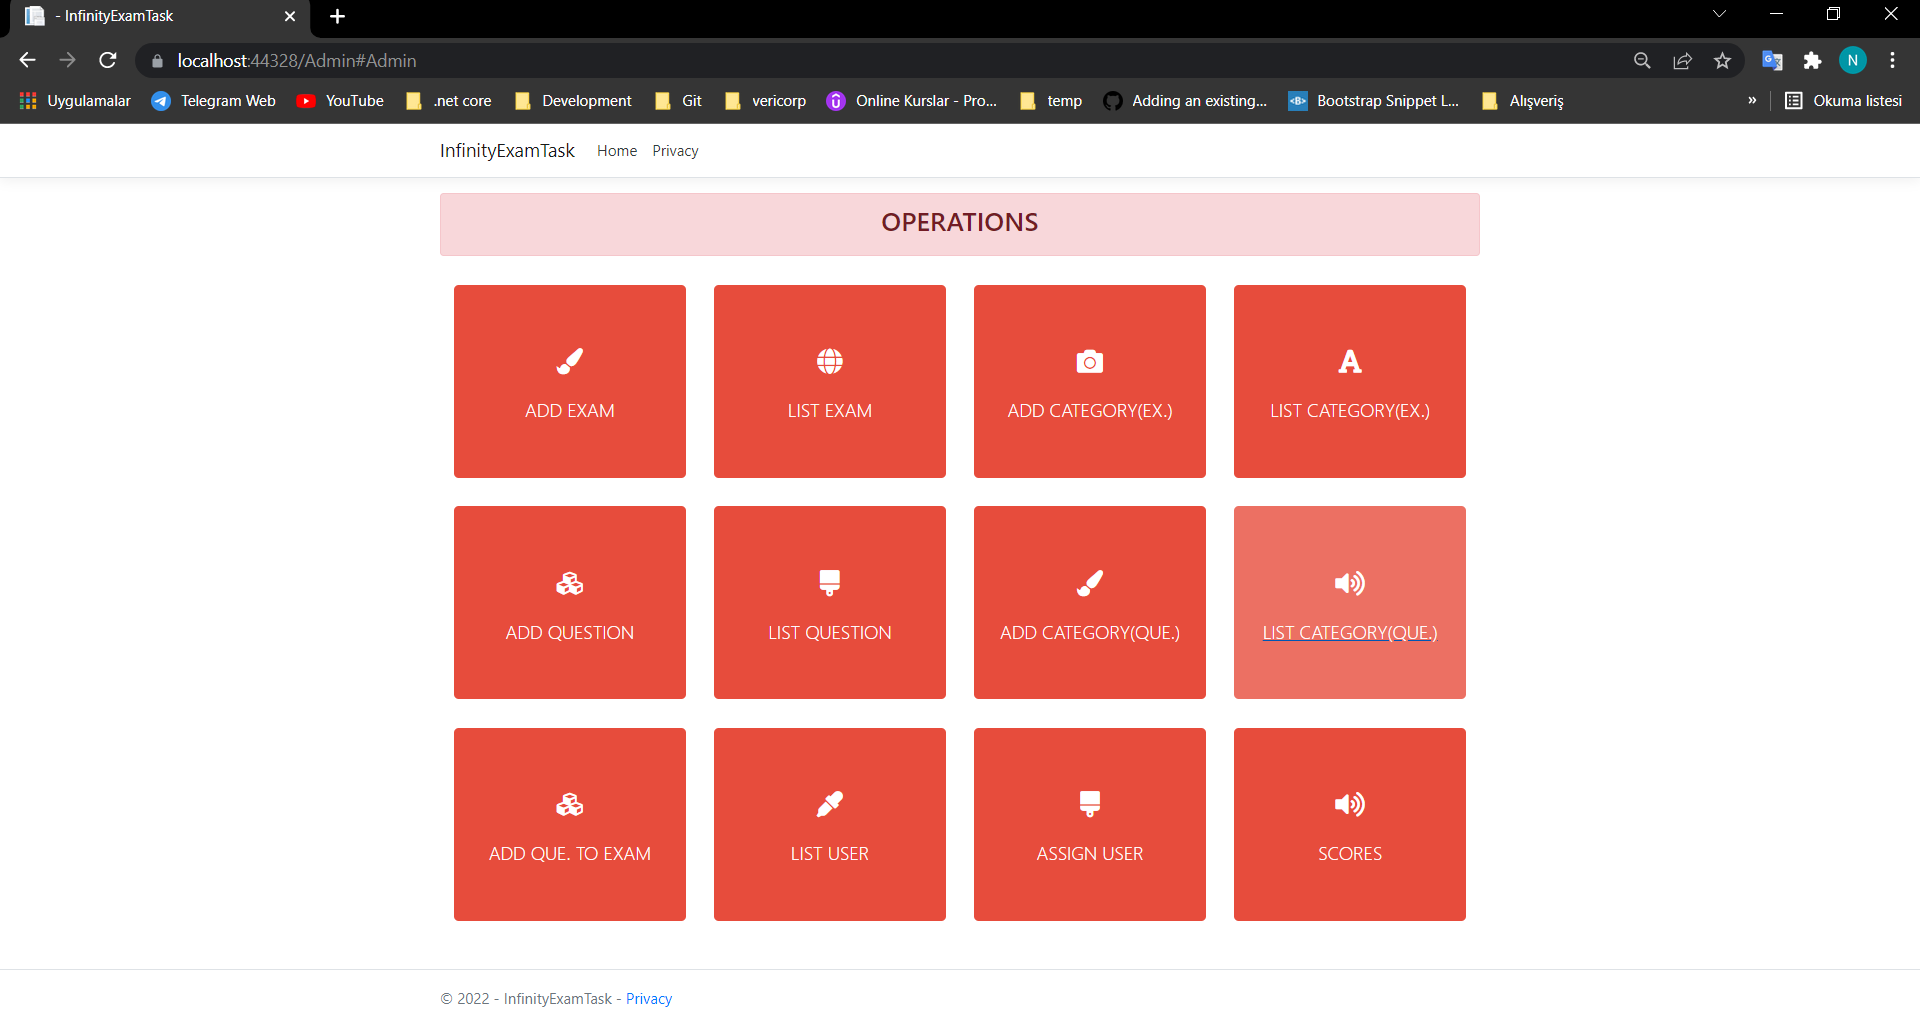 - InfinityExamTask
localhost:44328/Admin#Admin
N
Uygulamalar Telegram Web YouTube .net core Development Git vericorp Online Kurslar - Pro... temp Adding an existing... <B> Bootstrap Snippet L... Alışveriş » Okuma listesi
InfinityExamTask Home Privacy
OPERATIONS
ADD EXAM LIST EXAM ADD CATEGORY(EX.) LIST CATEGORY(EX.)
ADD QUESTION LIST QUESTION ADD CATEGORY(QUE.) LIST CATEGORY(QUE.)
ADD QUE. TO EXAM LIST USER ASSIGN USER SCORES
© 2022 - InfinityExamTask - Privacy